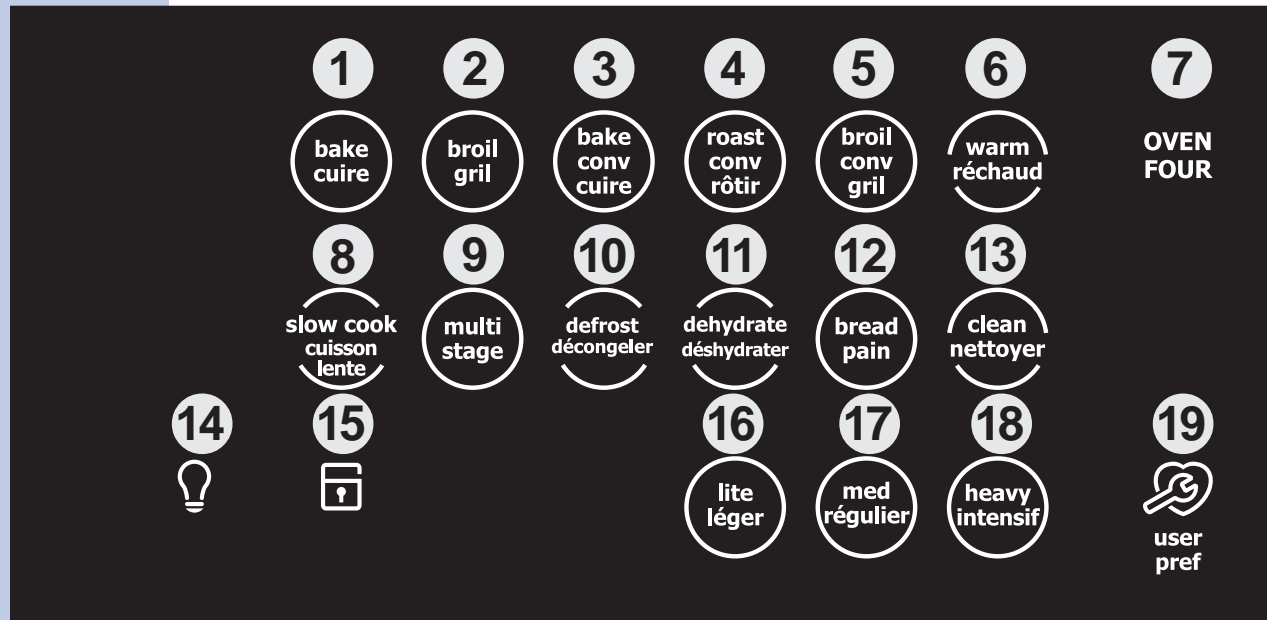 1 2 3 4 5 6 7
bake
cuire
broil
gril
bake
conv
cuire
roast
conv
rôtir
broil
conv
gril
warm
réchaud
OVEN
FOUR
8 9 10 11 12 13
slow cook
cuisson
lente
multi
stage
defrost
décongeler
dehydrate
déshydrater
bread
pain
clean
nettoyer
14 15 16 17 18 19
lite
léger
med
régulier
heavy
intensif
user
pref